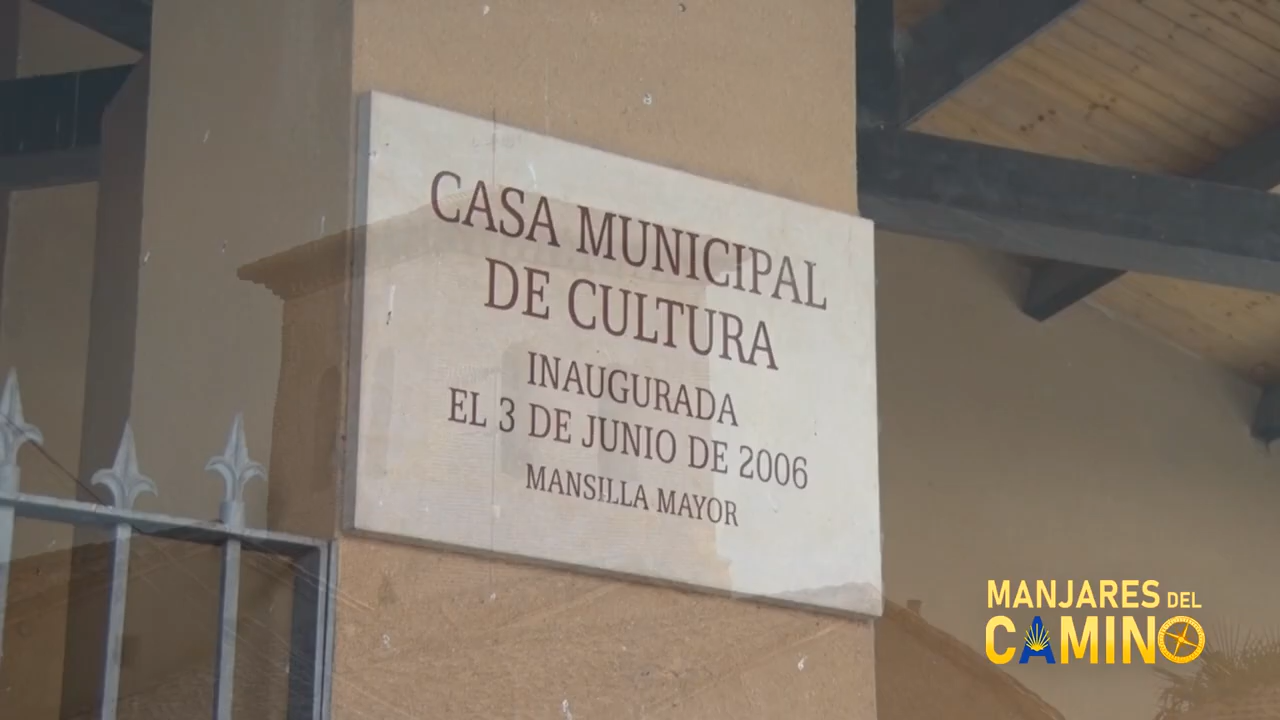 CASA MUNICIPAL
DE CULTURA
INAUGURADA
EL 3 DE JUNIO DE 2006
MANSILLA MAYOR
MANJARES DEL
CAMINO